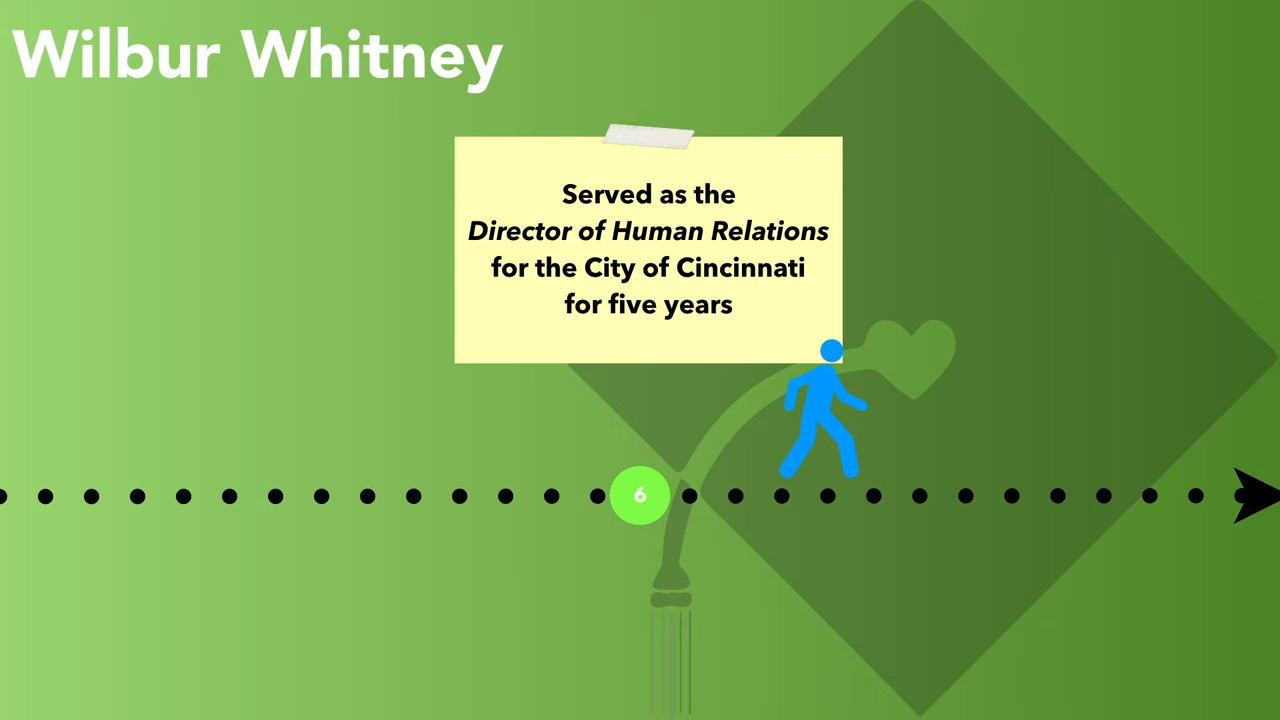 Wilbur Whitney
Served as the
Director of Human Relations
for the City of Cincinnati
for five years
6